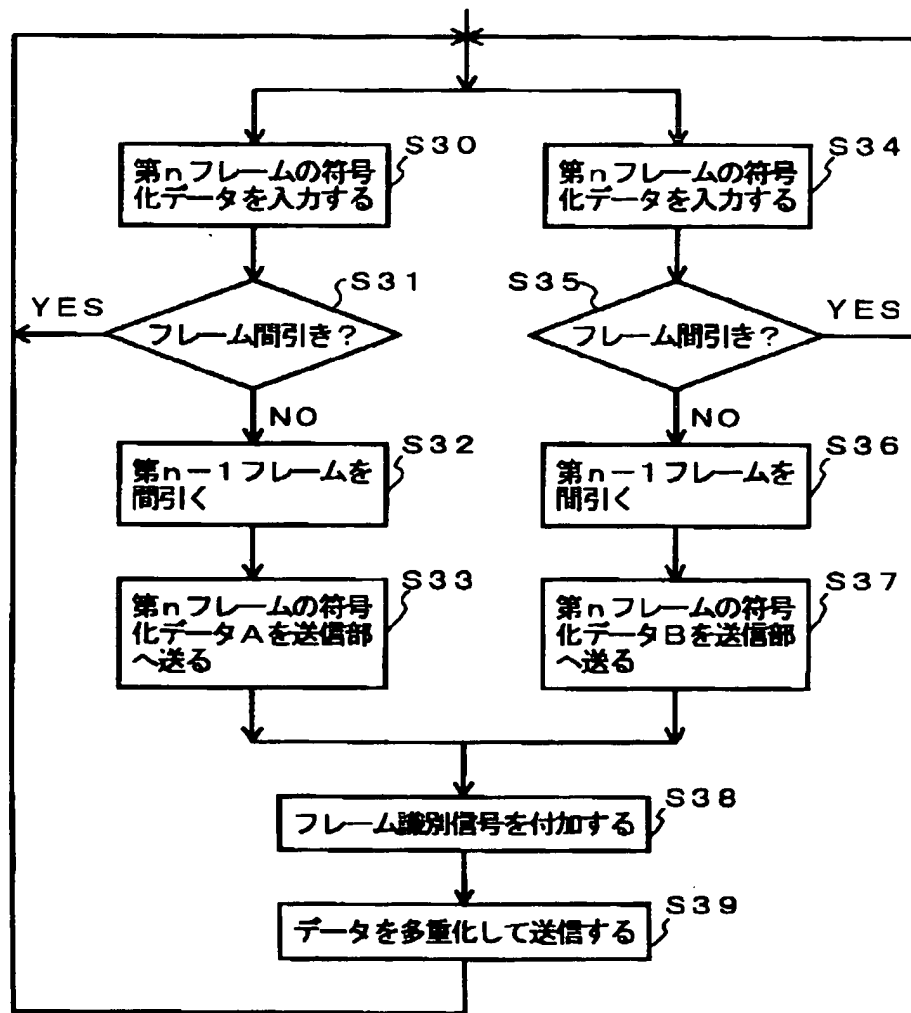 S30
第nフレームの符号
化データを入力する
S31
YES
フレーム間引き?
NO
S32
第n-1フレームを
間引く
S33
第nフレームの符号
化データAを送信部
へ送る
S34
第nフレームの符号
化データを入力する
S35
YES
フレーム間引き?
NO
S36
第n-1フレームを
間引く
S37
第nフレームの符号
化データBを送信部
へ送る
S38
フレーム識別信号を付加する
S39
データを多重化して送信する